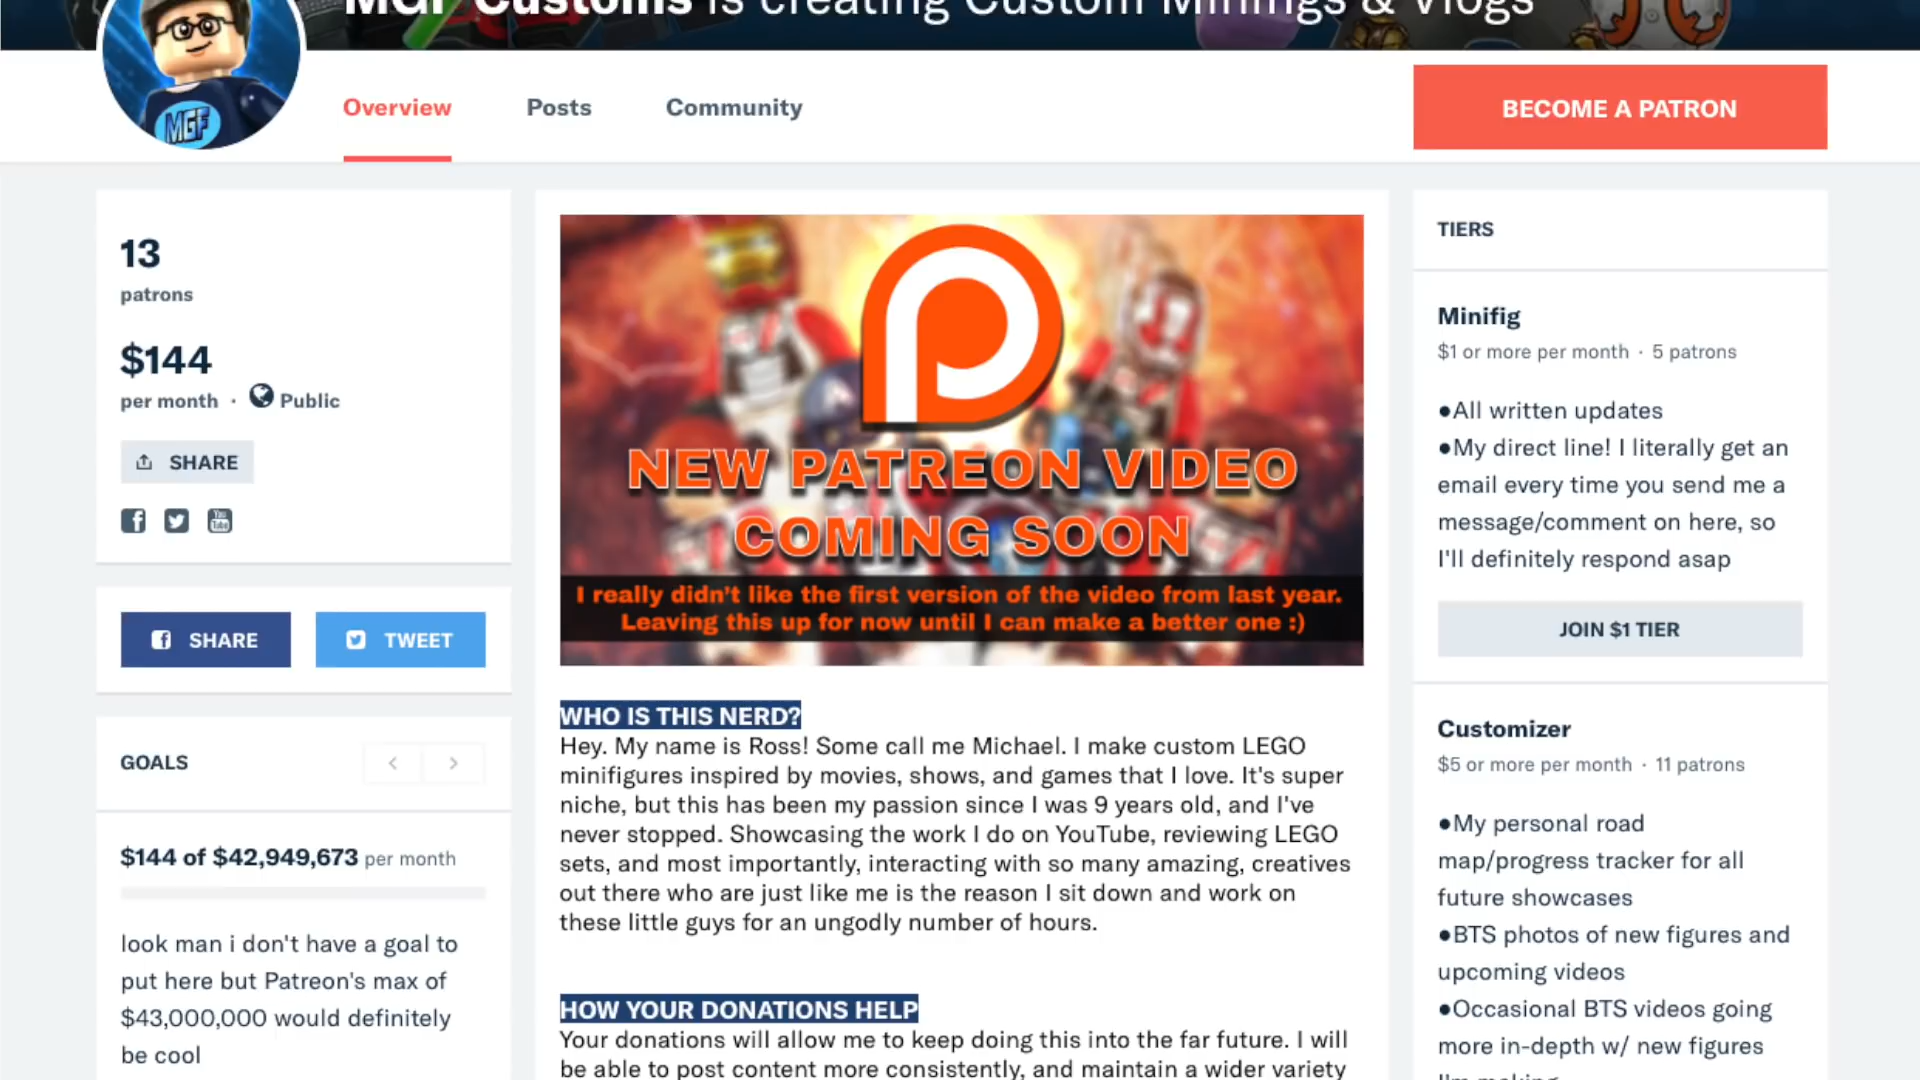 MGF Customs is creating Custom Minifigs & Vlogs
MGF
Overview
Posts
Community
BECOME A PATRON
13
patrons
$144
per month · Public
SHARE
SHARE
TWEET
GOALS
$144 of $42,949,673 per month
look man i don't have a goal to
put here but Patreon's max of
$43,000,000 would definitely
be cool
NEW PATREON VIDEO
COMING SOON
I really didn't like the first version of the video from last year.
Leaving this up for now until I can make a better one :)
WHO IS THIS NERD?
Hey. My name is Ross! Some call me Michael. I make custom LEGO
minifigures inspired by movies, shows, and games that I love. It's super
niche, but this has been my passion since I was 9 years old, and I've
never stopped. Showcasing the work I do on YouTube, reviewing LEGO
sets, and most importantly, interacting with so many amazing, creatives
out there who are just like me is the reason I sit down and work on
these little guys for an ungodly number of hours.
HOW YOUR DONATIONS HELP
Your donations will allow me to keep doing this into the far future. I will
be able to post content more consistently, and maintain a wider variety
TIERS
Minifig
$1 or more per month · 5 patrons
●All written updates
●My direct line! I literally get an
email every time you send me a
message/comment on here, so
I'll definitely respond asap
JOIN $1 TIER
Customizer
$5 or more per month · 11 patrons
●My personal road
map/progress tracker for all
future showcases
●BTS photos of new figures and
upcoming videos
●Occasional BTS videos going
more in-depth w/ new figures
I'm making